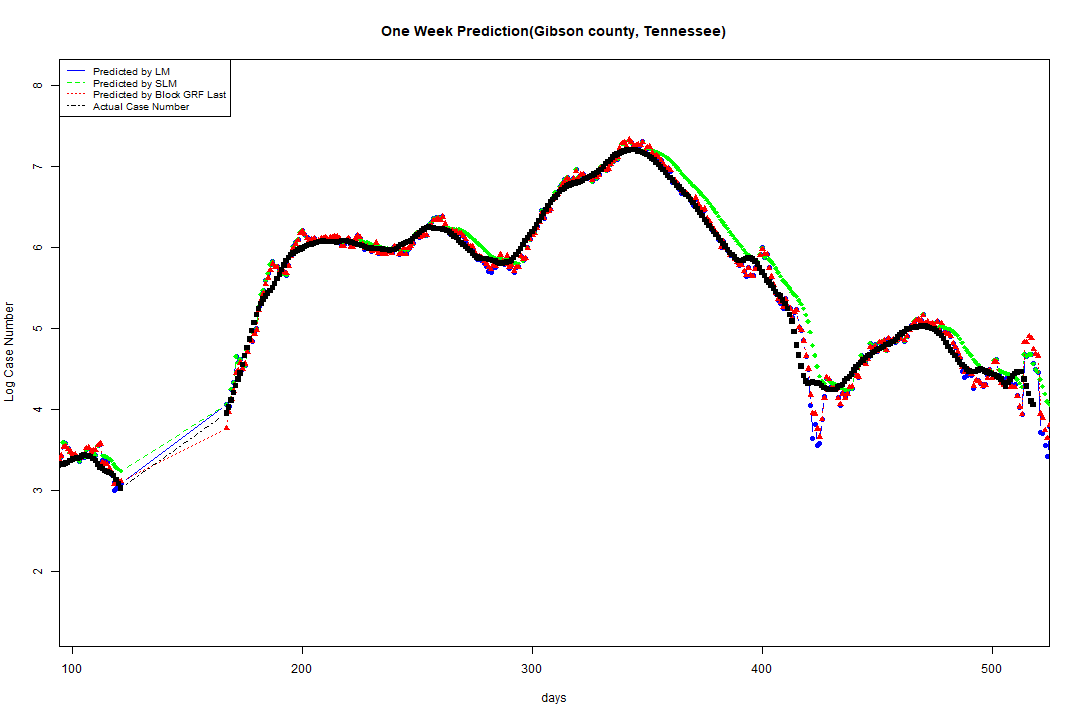 One Week Prediction(Gibson county, Tennessee)
Predicted by LM
Predicted by SLM
Predicted by Block GRF Last
Actual Case Number
8
7
6
5
4
3
2
Log Case Number
100 200 300 400 500
days